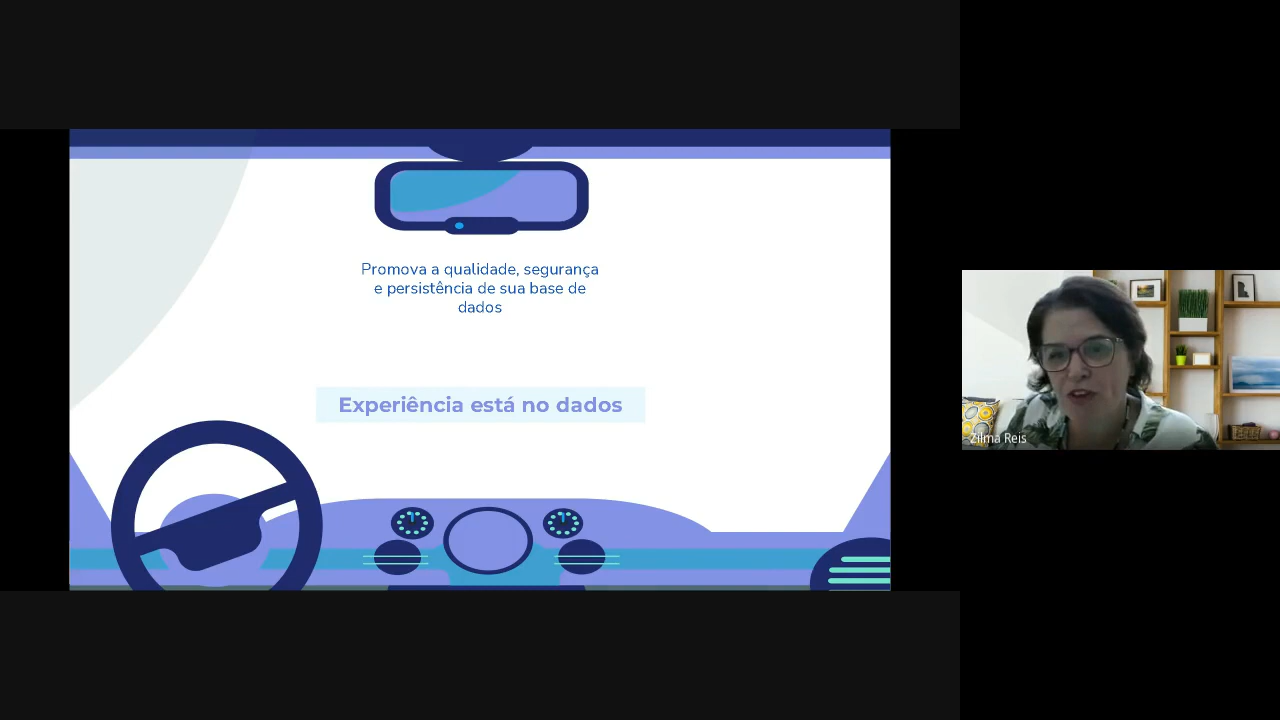 Promova a qualidade, segurança
e persistência de sua base de
dados
Experiência está no dados
Zilma Reis